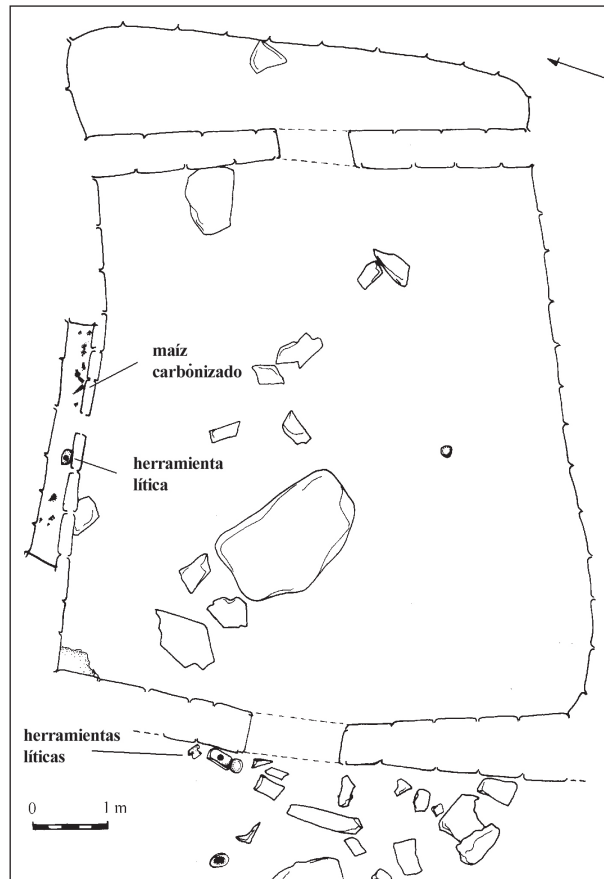 maíz
carbonizado
herramienta
lítica
herramientas
líticas
0 1 m